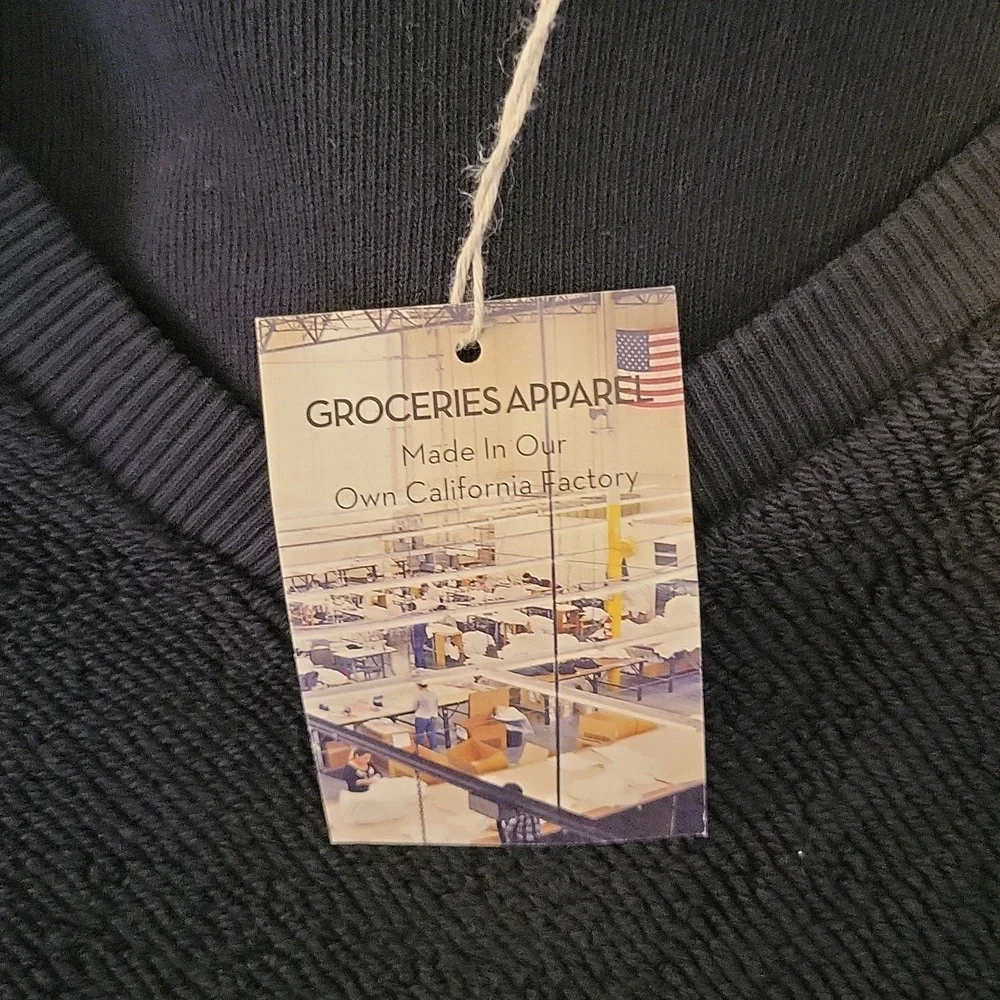 GROCERIES APPAREL
Made In Our
Own California Factory